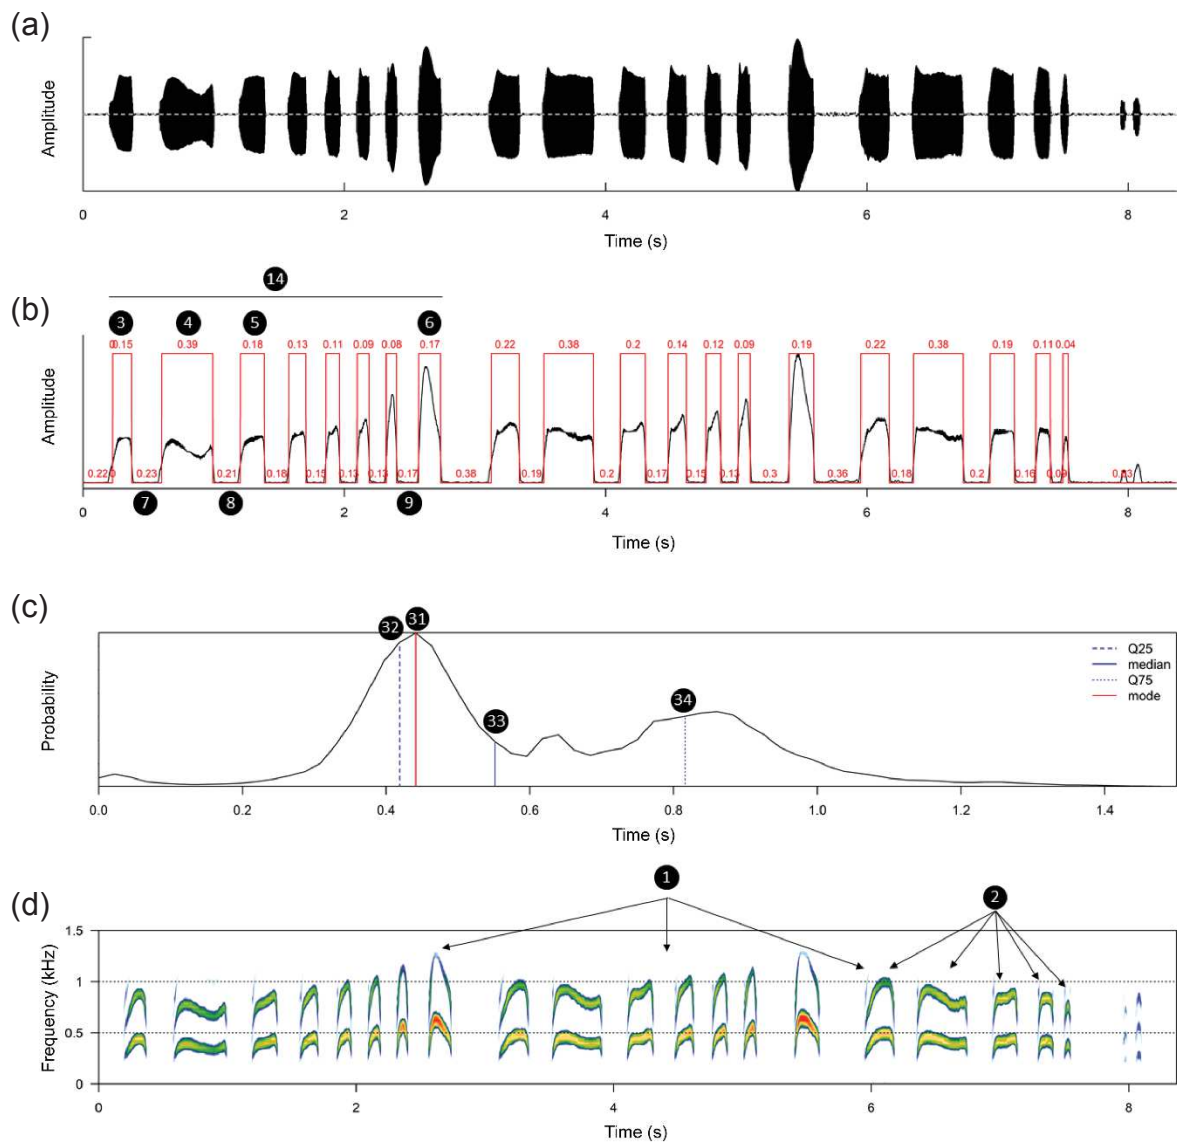 (a)
Amplitude
0 2 4 6 8
Time (s)
14
(b)
3 4 5 6
0.15 0.39 0.18 0.13 0.11 0.09 0.08 0.17 0.22 0.38 0.2 0.14 0.12 0.09 0.19 0.22 0.38 0.19 0.11 0.04
Amplitude
0.22 0.23 0.21 0.18 0.15 0.13 0.13 0.17 0.38 0.19 0.2 0.17 0.15 0.13 0.3 0.36 0.18 0.2 0.16 0.09
7 8 9
0 2 4 6 8
Time (s)
(c)
32 31
33
34
Q25
median
Q75
mode
Probability
0.0 0.2 0.4 0.6 0.8 1.0 1.2 1.4
Time (s)
(d)
1
2
1.5
1
0.5
0
Frequency (kHz)
0 2 4 6 8
Time (s)